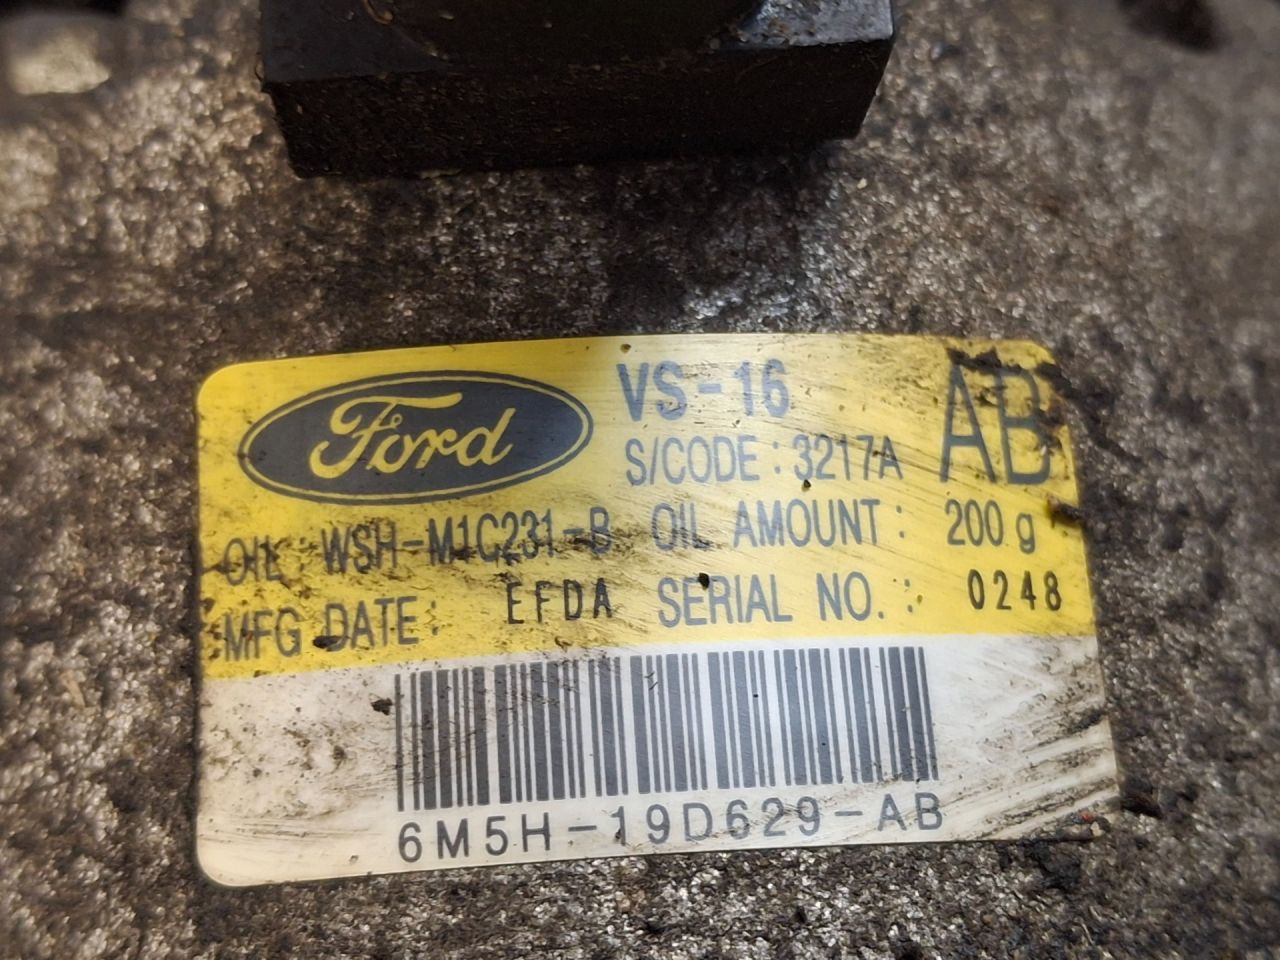 Ford
VS-16
AB
S/CODE : 3217A
OIL WSH-M1C231-B OIL AMOUNT : 200 g
MFG DATE : EFDA SERIAL NO. : 0248
6M5H-19D629-AB